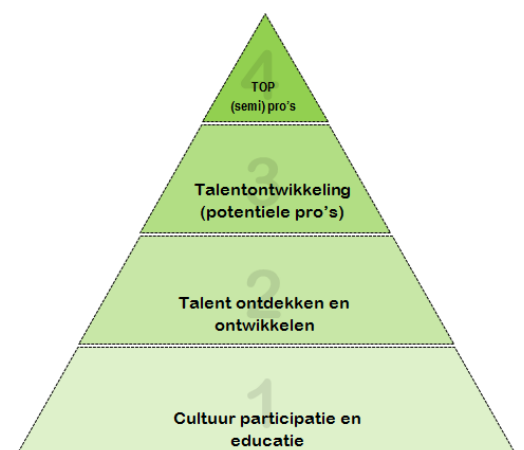 4
TOP
(semi) pro's
3
Talentontwikkeling
(potentiele pro's)
2
Talent ontdekken en
ontwikkelen
1
Cultuur participatie en
educatie